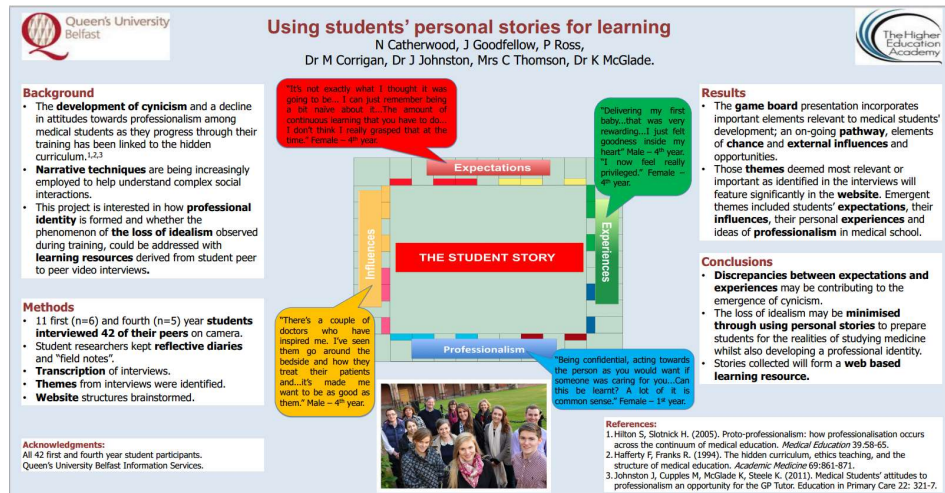 Queen's University
Belfast
Using students' personal stories for learning
N Catherwood, J Goodfellow, P Ross,
Dr M Corrigan, Dr J Johnston, Mrs C Thomson, Dr K McGlade.
The Higher
Education
Academy
Background
• The development of cynicism and a decline
in attitudes towards professionalism among
medical students as they progress through their
training has been linked to the hidden
curriculum.1,2,3
• Narrative techniques are being increasingly
employed to help understand complex social
interactions.
• This project is interested in how professional
identity is formed and whether the
phenomenon of the loss of idealism observed
during training, could be addressed with
learning resources derived from student peer
to peer video interviews.
Methods
• 11 first (n=6) and fourth (n=5) year students
interviewed 42 of their peers on camera.
• Student researchers kept reflective diaries
and "field notes".
• Transcription of interviews.
• Themes from interviews were identified.
• Website structures brainstormed.
Acknowledgments:
All 42 first and fourth year student participants.
Queen's University Belfast Information Services.
"It's not exactly what I thought it was
going to be... I can just remember being
a bit naive about it...The amount of
continuous learning that you have to do...
I don't think I really grasped that at the
time." Female – 4th year.
"Delivering my first
baby...that was very
rewarding...I just felt
goodness inside my
heart" Male – 4th year.
"I now feel really
privileged." Female –
4th year.
Expectations
Influences
THE STUDENT STORY
Experiences
Professionalism
"There's a couple of
doctors who have
inspired me. I've seen
them go around the
bedside and how they
treat their patients
and...it's made me
want to be as good as
them." Male – 4th year.
"Being confidential, acting towards
the person as you would want if
someone was caring for you...Can
this be learnt? A lot of it is
common sense." Female – 1st year.
Results
• The game board presentation incorporates
important elements relevant to medical students'
development; an on-going pathway, elements
of chance and external influences and
opportunities.
• Those themes deemed most relevant or
important as identified in the interviews will
feature significantly in the website. Emergent
themes included students' expectations, their
influences, their personal experiences and
ideas of professionalism in medical school.
Conclusions
• Discrepancies between expectations and
experiences may be contributing to the
emergence of cynicism.
• The loss of idealism may be minimised
through using personal stories to prepare
students for the realities of studying medicine
whilst also developing a professional identity.
• Stories collected will form a web based
learning resource.
References:
1. Hilton S, Slotnick H. (2005). Proto-professionalism: how professionalisation occurs
across the continuum of medical education. Medical Education 39:58-65.
2. Hafferty F, Franks R. (1994). The hidden curriculum, ethics teaching, and the
structure of medical education. Academic Medicine 69:861-871.
3. Johnston J, Cupples M, McGlade K, Steele K. (2011). Medical Students' attitudes to
professionalism an opportunity for the GP Tutor. Education in Primary Care 22: 321-7.